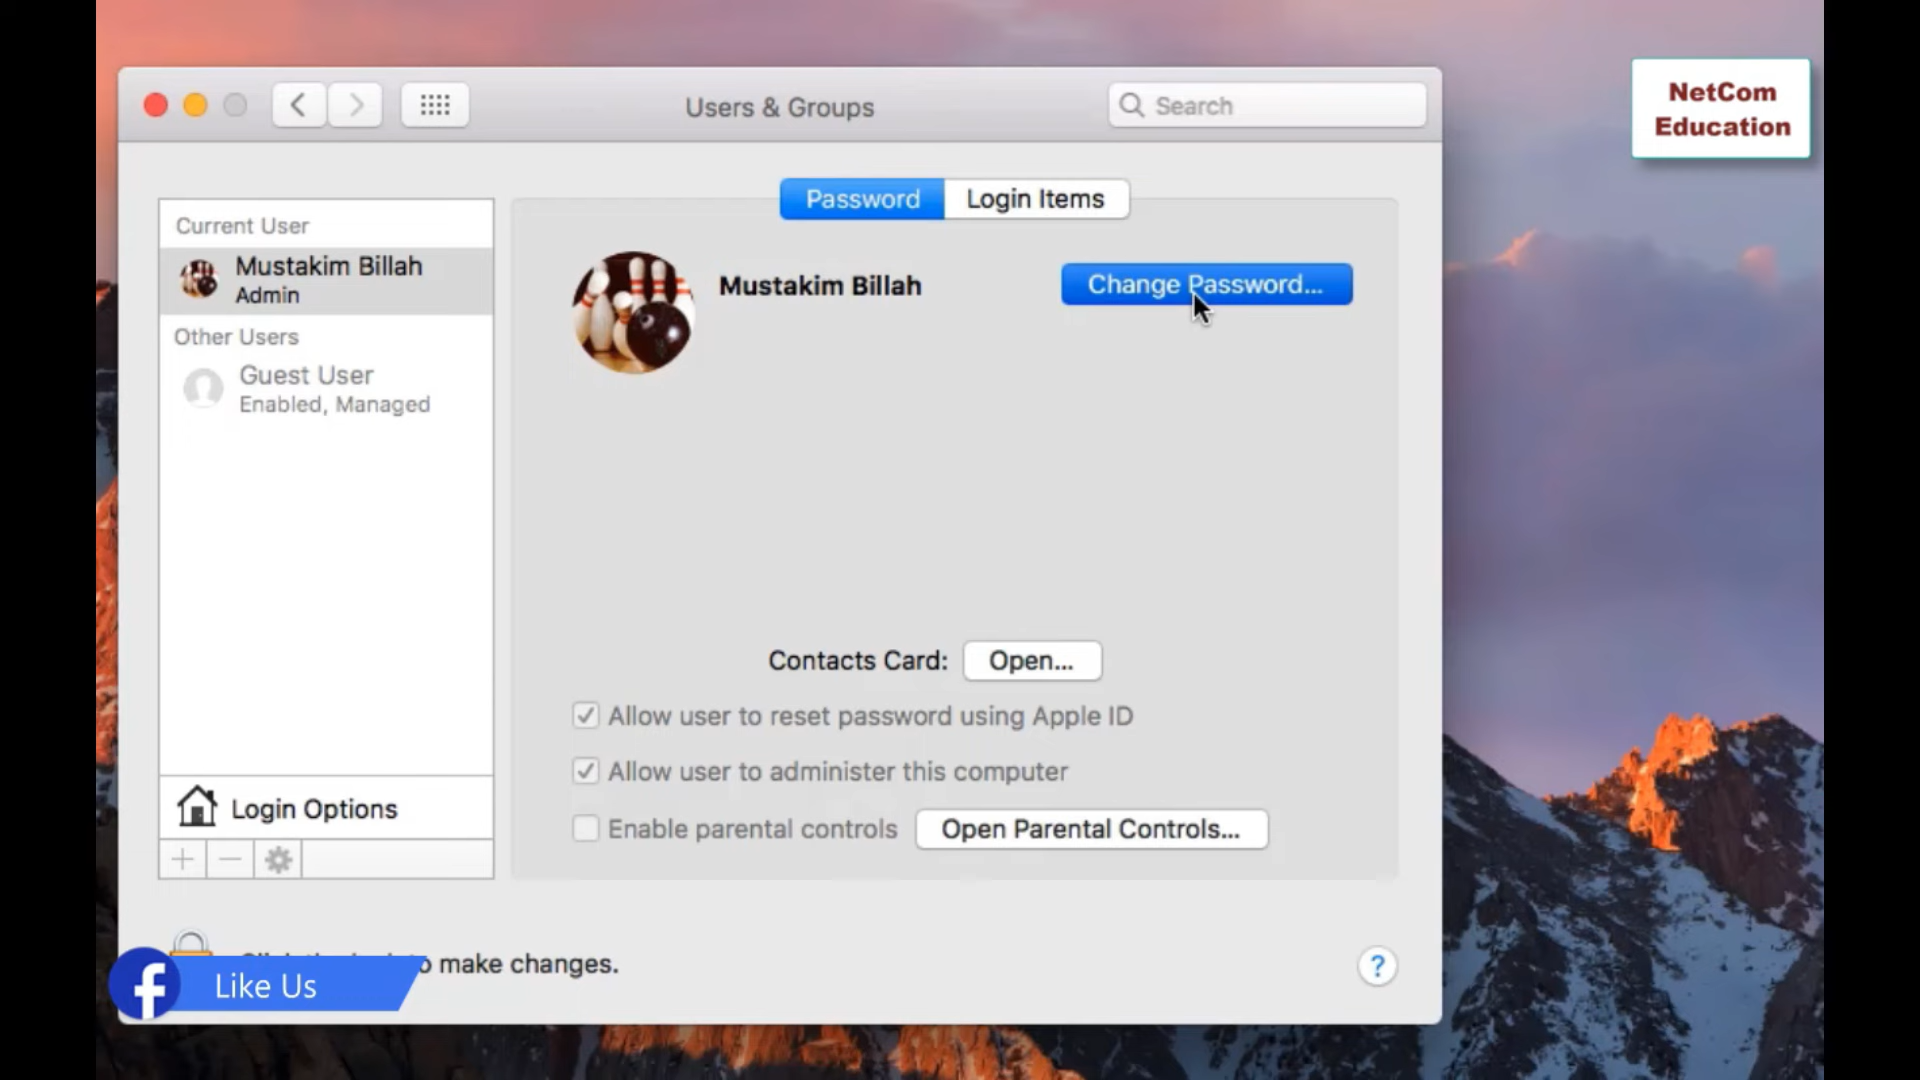 Users & Groups
Search
NetCom
Education
Password
Login Items
Current User
Mustakim Billah
Admin
Other Users
Guest User
Enabled, Managed
Mustakim Billah
Change Password...
Contacts Card:
Open...
Allow user to reset password using Apple ID
Allow user to administer this computer
Enable parental controls
Open Parental Controls...
Login Options
to make changes.
?
f
Like Us